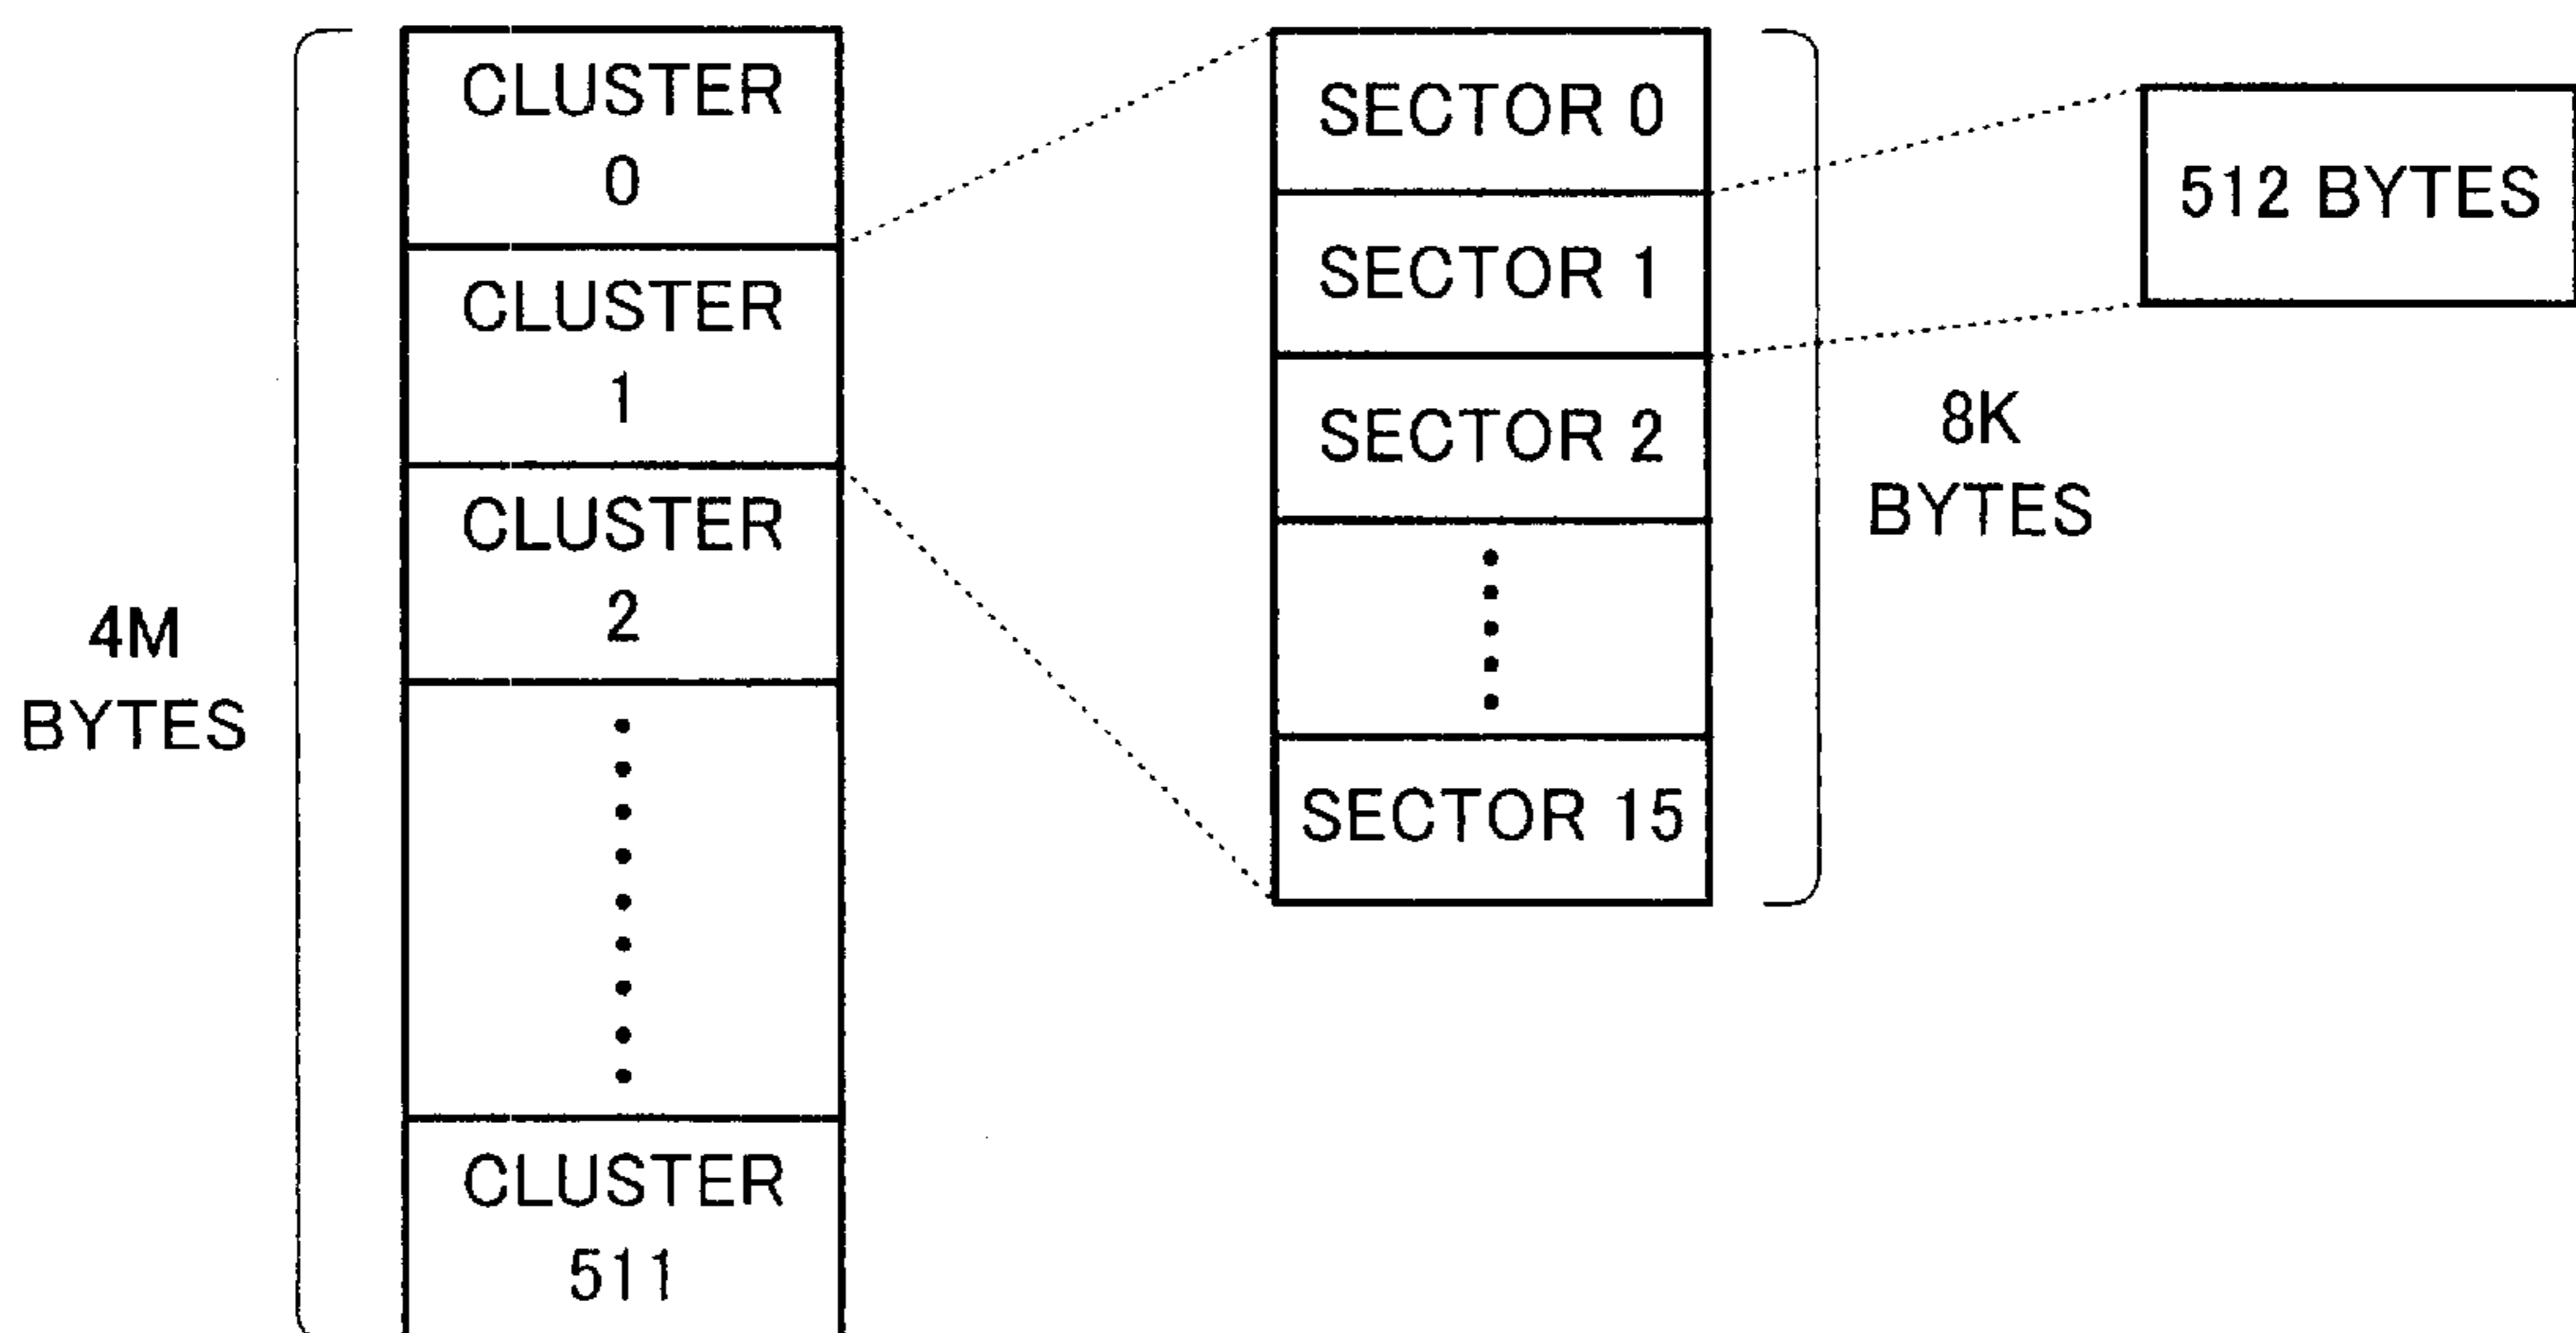 4M
BYTES
CLUSTER
0
CLUSTER
1
CLUSTER
2
CLUSTER
511
SECTOR 0
SECTOR 1
SECTOR 2
SECTOR 15
8K
BYTES
512 BYTES